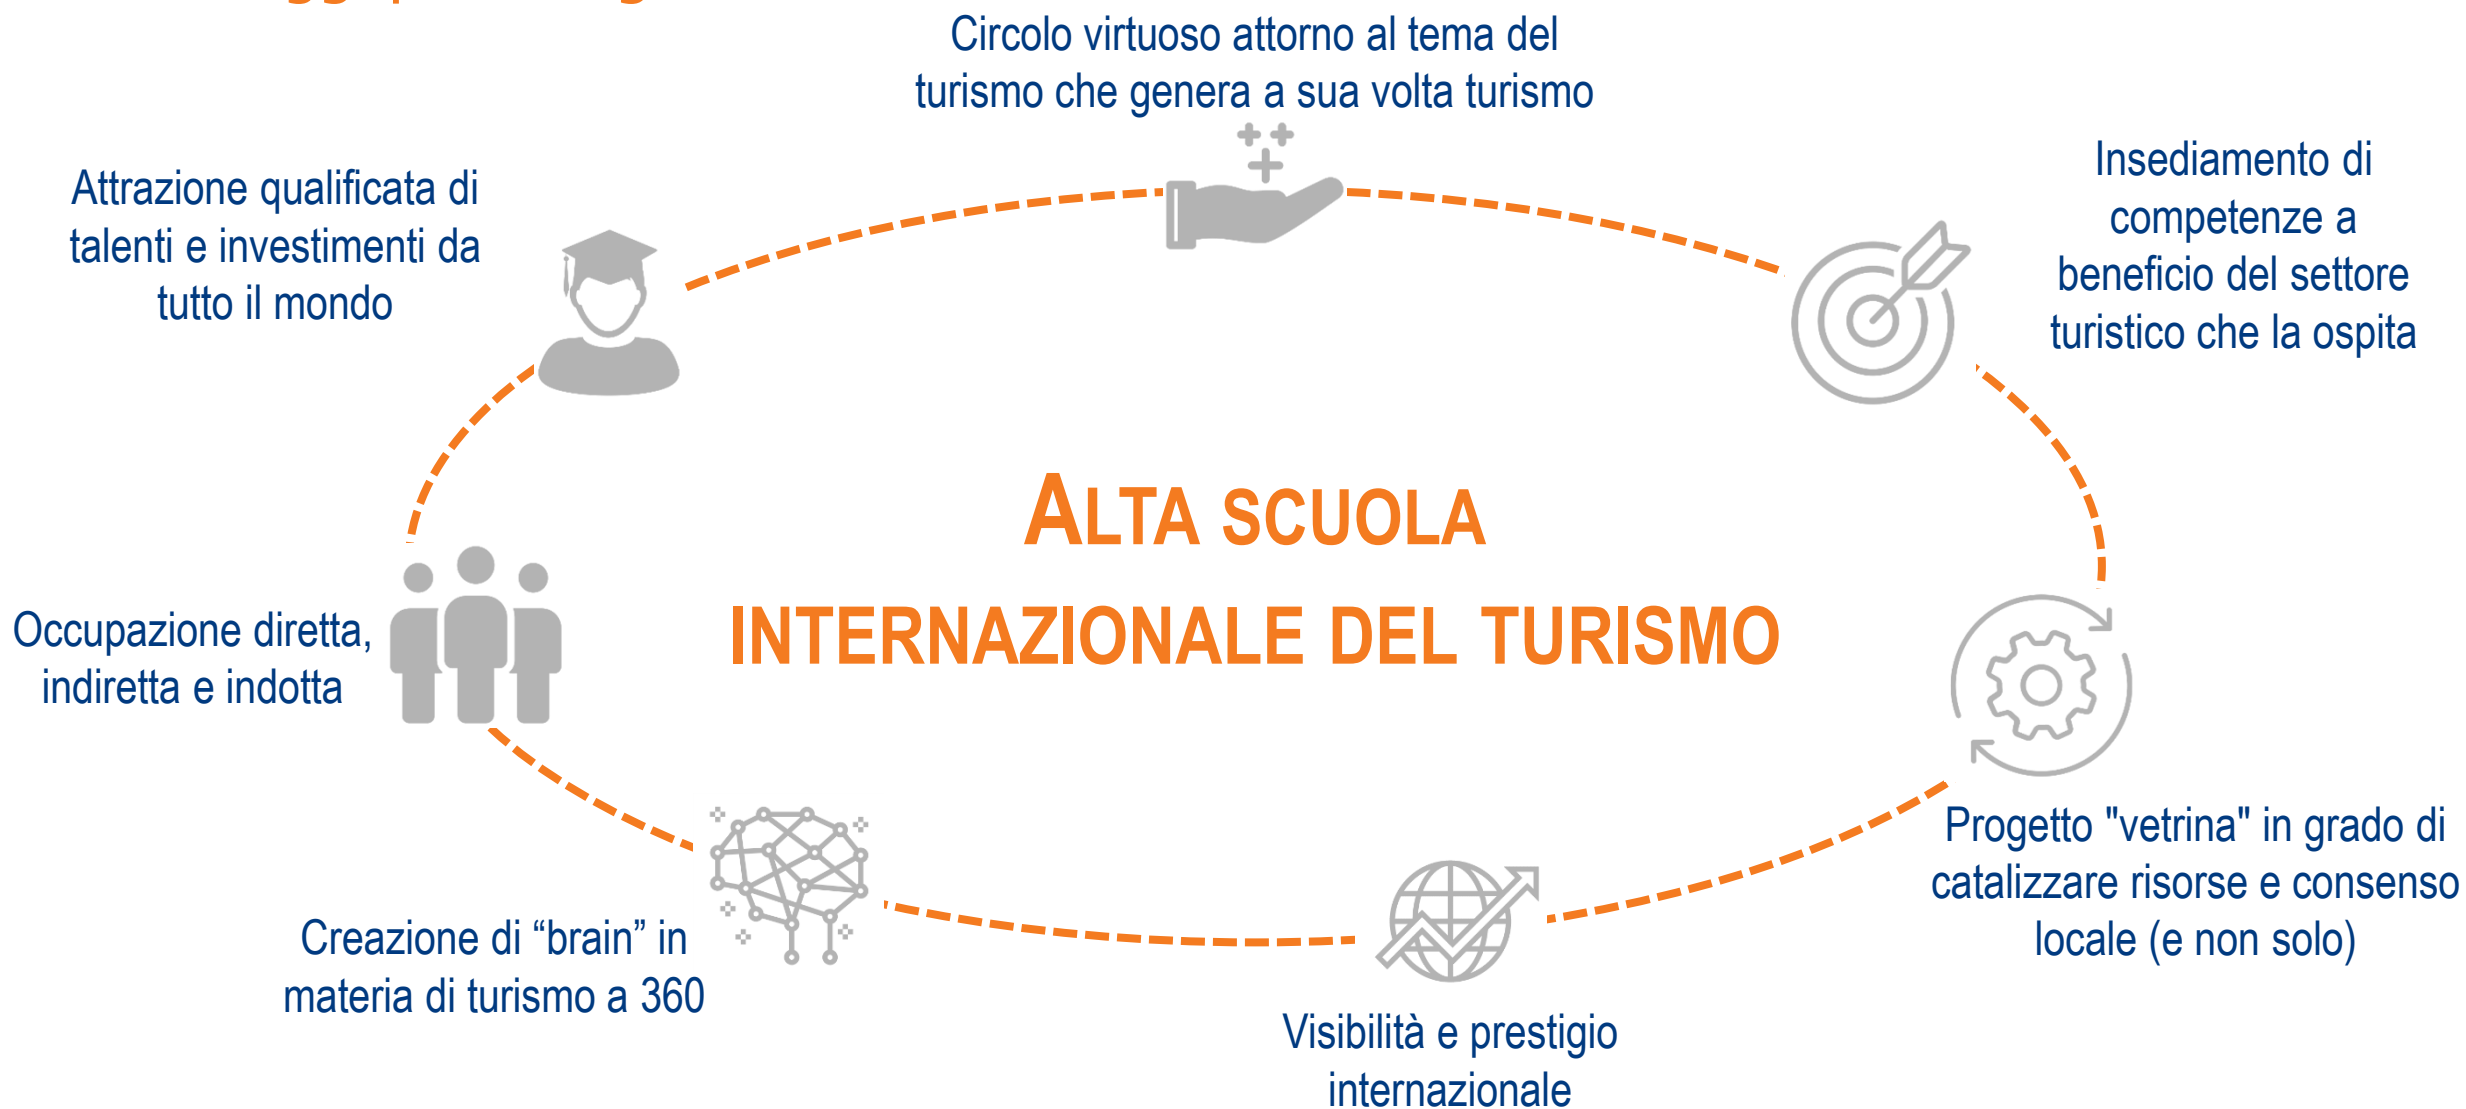 Circolo virtuoso attorno al tema del
turismo che genera a sua volta turismo
Attrazione qualificata di
talenti e investimenti da
tutto il mondo
Insediamento di
competenze a
beneficio del settore
turistico che la ospita
ALTA SCUOLA
INTERNAZIONALE DEL TURISMO
Occupazione diretta,
indiretta e indotta
Progetto "vetrina" in grado di
catalizzare risorse e consenso
locale (e non solo)
Creazione di “brain” in
materia di turismo a 360
Visibilità e prestigio
internazionale